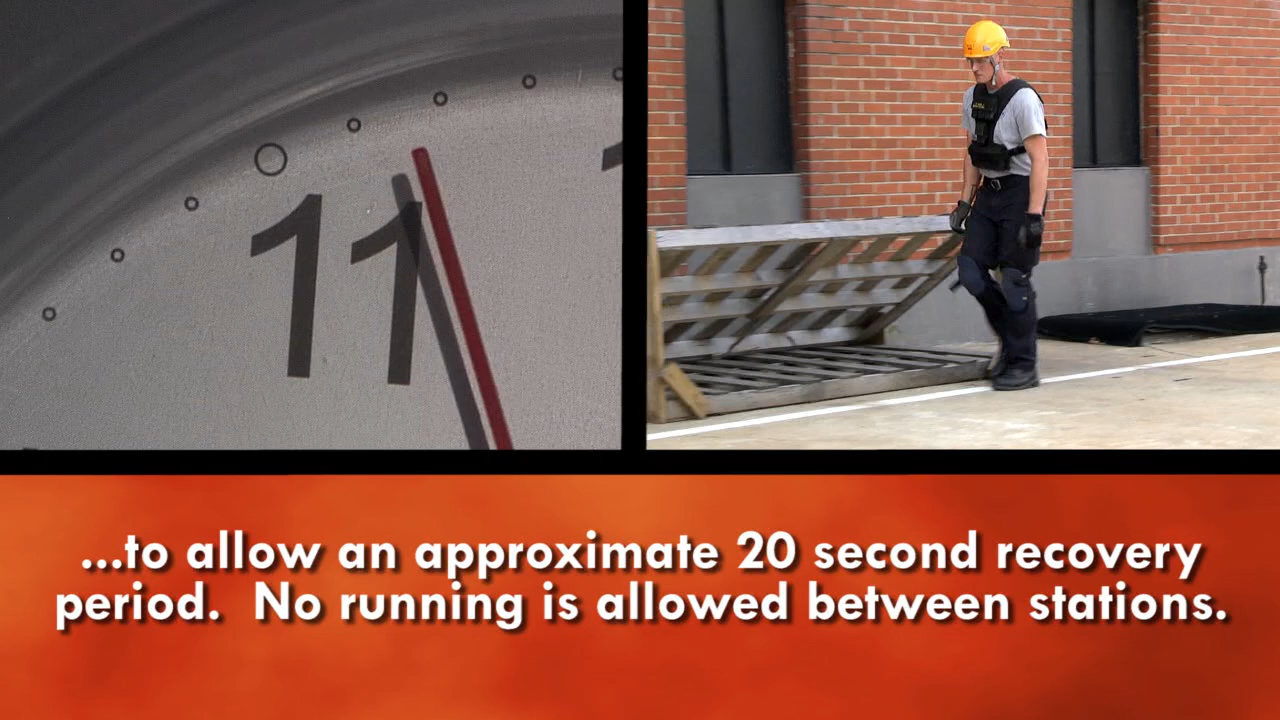 11
...to allow an approximate 20 second recovery
period.  No running is allowed between stations.